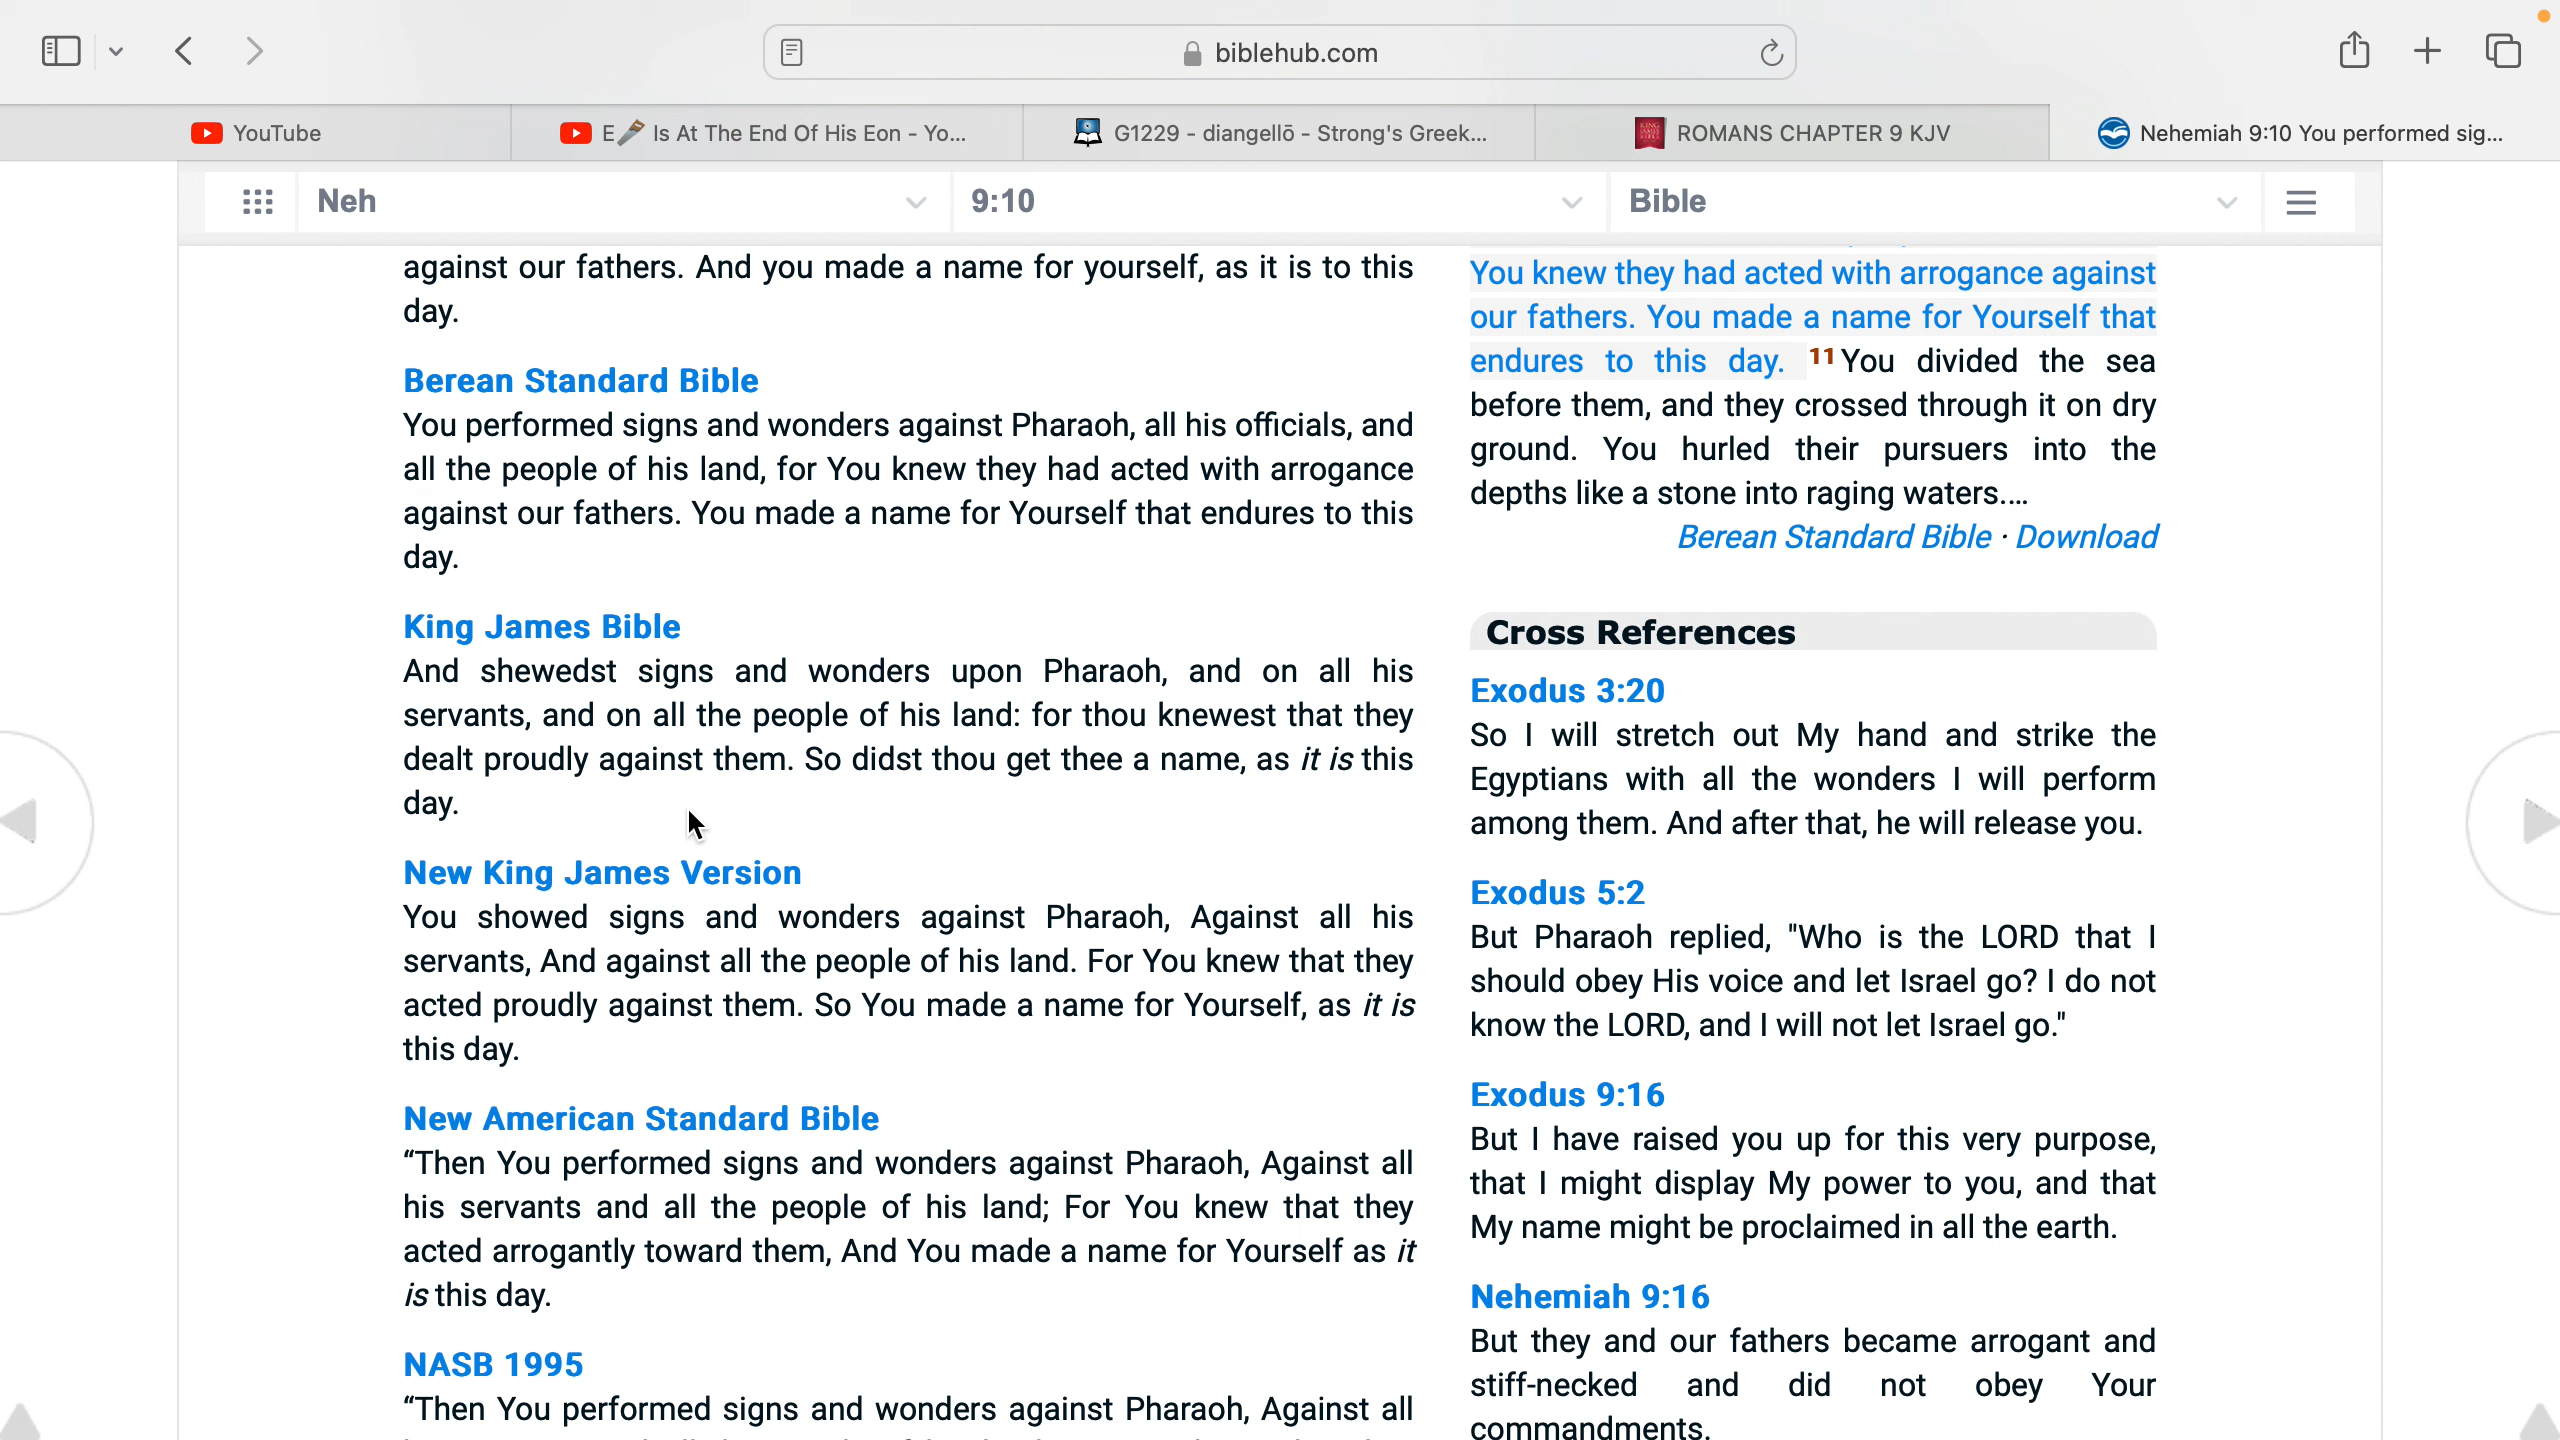 biblehub.com
YouTube
E Is At The End Of His Eon - Yo...
G1229 - diangellō - Strong's Greek...
ROMANS CHAPTER 9 KJV
Nehemiah 9:10 You performed sig...
Neh
9:10
Bible
against our fathers. And you made a name for yourself, as it is to this
day.
Berean Standard Bible
You performed signs and wonders against Pharaoh, all his officials, and
all the people of his land, for You knew they had acted with arrogance
against our fathers. You made a name for Yourself that endures to this
day.
King James Bible
And shewedst signs and wonders upon Pharaoh, and on all his
servants, and on all the people of his land: for thou knewest that they
dealt proudly against them. So didst thou get thee a name, as it is this
day.
New King James Version
You showed signs and wonders against Pharaoh, Against all his
servants, And against all the people of his land. For You knew that they
acted proudly against them. So You made a name for Yourself, as it is
this day.
New American Standard Bible
“Then You performed signs and wonders against Pharaoh, Against all
his servants and all the people of his land; For You knew that they
acted arrogantly toward them, And You made a name for Yourself as it
is this day.
NASB 1995
“Then You performed signs and wonders against Pharaoh, Against all
You knew they had acted with arrogance against
our fathers. You made a name for Yourself that
endures to this day. 11 You divided the sea
before them, and they crossed through it on dry
ground. You hurled their pursuers into the
depths like a stone into raging waters....
Berean Standard Bible · Download
Cross References
Exodus 3:20
So I will stretch out My hand and strike the
Egyptians with all the wonders I will perform
among them. And after that, he will release you.
Exodus 5:2
But Pharaoh replied, "Who is the LORD that I
should obey His voice and let Israel go? I do not
know the LORD, and I will not let Israel go."
Exodus 9:16
But I have raised you up for this very purpose,
that I might display My power to you, and that
My name might be proclaimed in all the earth.
Nehemiah 9:16
But they and our fathers became arrogant and
stiff-necked and did not obey Your
commandments.